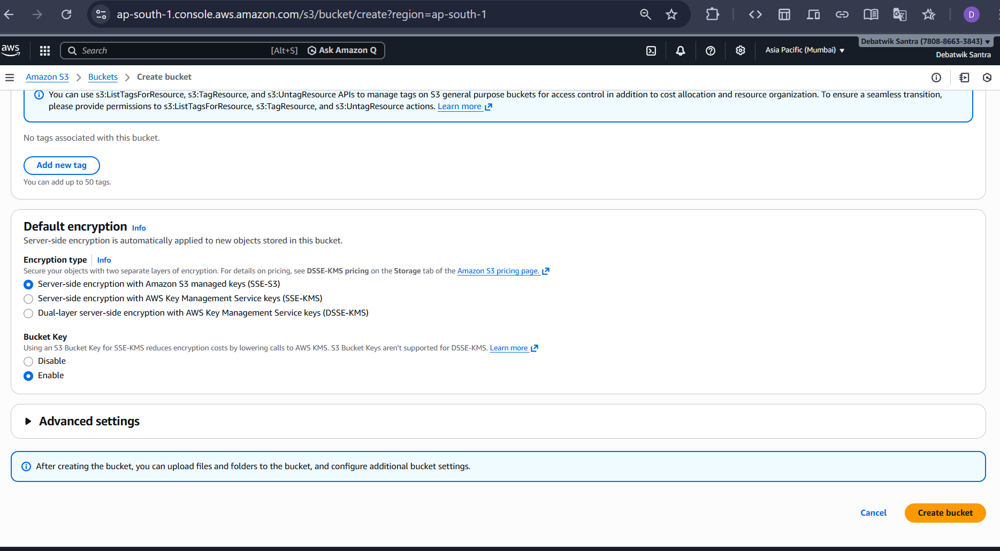 ap-south-1.console.aws.amazon.com/s3/bucket/create?region=ap-south-1
D
aws
Search
[Alt+S]
Ask Amazon Q
Asia Pacific (Mumbai)
Debatwik Santra (7808-8663-3843)
Debatwik Santra
Amazon S3
Buckets
Create bucket
You can use s3:ListTagsForResource, s3:TagResource, and s3:UntagResource APIs to manage tags on S3 general purpose buckets for access control in addition to cost allocation and resource organization. To ensure a seamless transition,
please provide permissions to s3:ListTagsForResource, s3:TagResource, and s3:UntagResource actions. Learn more
No tags associated with this bucket.
Add new tag
You can add up to 50 tags.
Default encryption Info
Server-side encryption is automatically applied to new objects stored in this bucket.
Encryption type Info
Secure your objects with two separate layers of encryption. For details on pricing, see DSSE-KMS pricing on the Storage tab of the Amazon S3 pricing page.
Server-side encryption with Amazon S3 managed keys (SSE-S3)
Server-side encryption with AWS Key Management Service keys (SSE-KMS)
Dual-layer server-side encryption with AWS Key Management Service keys (DSSE-KMS)
Bucket Key
Using an S3 Bucket Key for SSE-KMS reduces encryption costs by lowering calls to AWS KMS. S3 Bucket Keys aren't supported for DSSE-KMS. Learn more
Disable
Enable
Advanced settings
After creating the bucket, you can upload files and folders to the bucket, and configure additional bucket settings.
Cancel
Create bucket